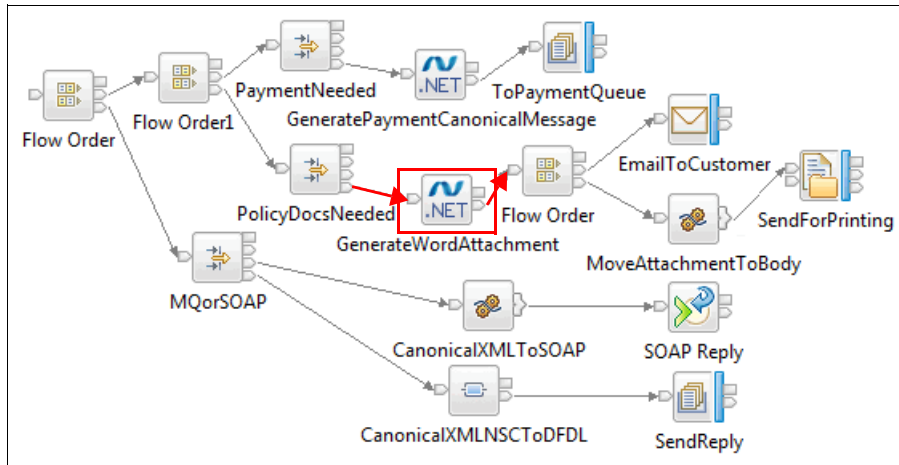 .NET
PaymentNeeded
ToPaymentQueue
Flow Order
Flow Order1
GeneratePaymentCanonicalMessage
EmailToCustomer
.NET
PolicyDocsNeeded
Flow Order
SendForPrinting
GenerateWordAttachment
MoveAttachmentToBody
MQorSOAP
CanonicalXMLToSOAP
SOAP Reply
CanonicalXMLNSCToDFDL
SendReply